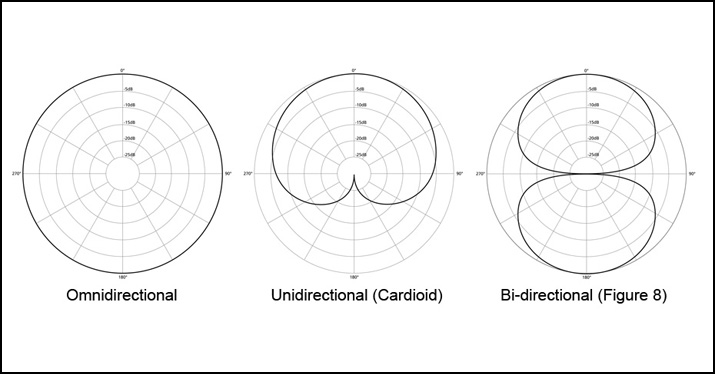 0°
-5dB
-10dB
-15dB
-20dB
-25dB
270°
90°
180°
Omnidirectional
0°
-5dB
-10dB
-15dB
-20dB
-25dB
270°
90°
180°
Unidirectional (Cardioid)
0°
-5dB
-10dB
-15dB
-20dB
-25dB
270°
90°
180°
Bi-directional (Figure 8)